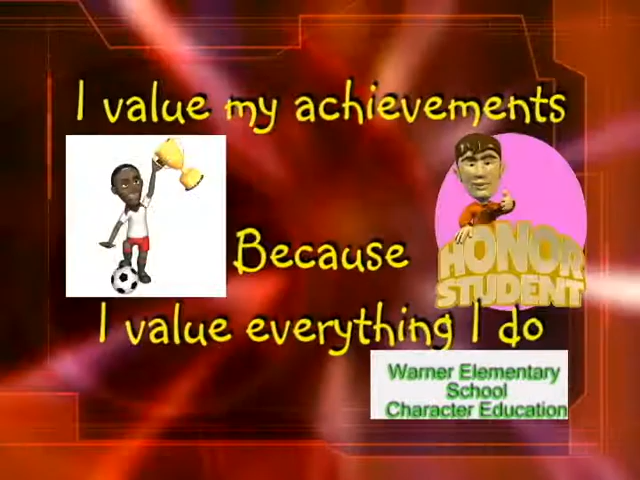 I value my achievements
HONOR
STUDENT
Because
I value everything I do
Warner Elementary
School
Character Education